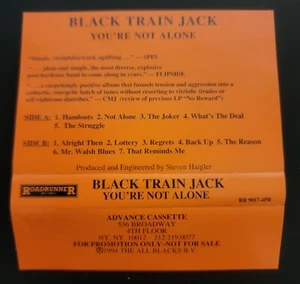 BLACK TRAIN JACK
YOU'RE NOT ALONE
"Simple, straightforward, uplifting . . ." — SPIN
". . . plain and simple, the most diverse, explosive
post-hardcore band to come along in years." — FLIPSIDE
". . . a surprisingly positive album that fuses tension and aggression into a
cathartic, energetic batch of tunes without resorting to vitriolic tirades or
self-righteous diatribes." — CMJ (review of previous LP "No Reward")
SIDE A: 1. Handouts 2. Not Alone 3. The Joker 4. What's The Deal
5. The Struggle
SIDE B: 1. Alright Then 2. Lottery 3. Regrets 4. Back Up 5. The Reason
6. Mr. Walsh Blues 7. That Reminds Me
Produced and Engineered by Steven Haigler
ROADRUNNER
BLACK TRAIN JACK
YOU'RE NOT ALONE
RR 9017-4PR
ADVANCE CASSETTE
536 BROADWAY
4TH FLOOR
NY, NY 10012 212-219-0077
FOR PROMOTION ONLY–NOT FOR SALE
©1994 THE ALL BLACKS B.V.